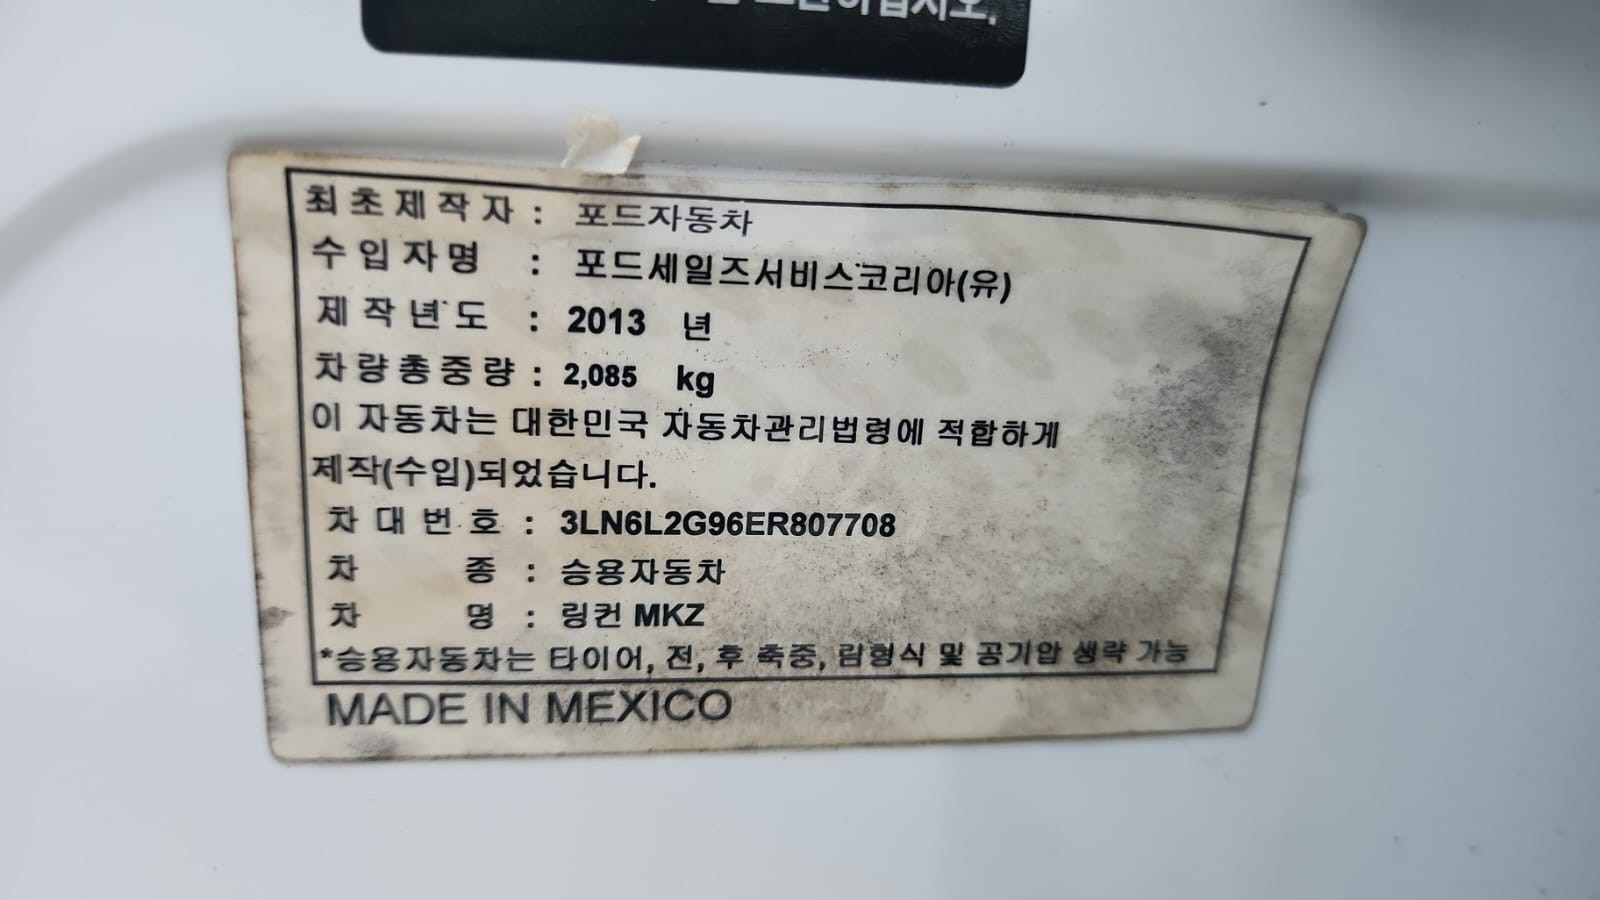 하십시오.
최초제작자 : 포드자동차
수입자명 : 포드세일즈서비스코리아(유)
제작년도 : 2013 년
차량총중량 : 2,085 kg
이 자동차는 대한민국 자동차관리법령에 적합하게
제작(수입)되었습니다.
차대번호 : 3LN6L2G96ER807708
차 종 : 승용자동차
차 명 : 링컨 MKZ
*승용자동차는 타이어, 전, 후 축중, 림형식 및 공기압 생략 가능
MADE IN MEXICO